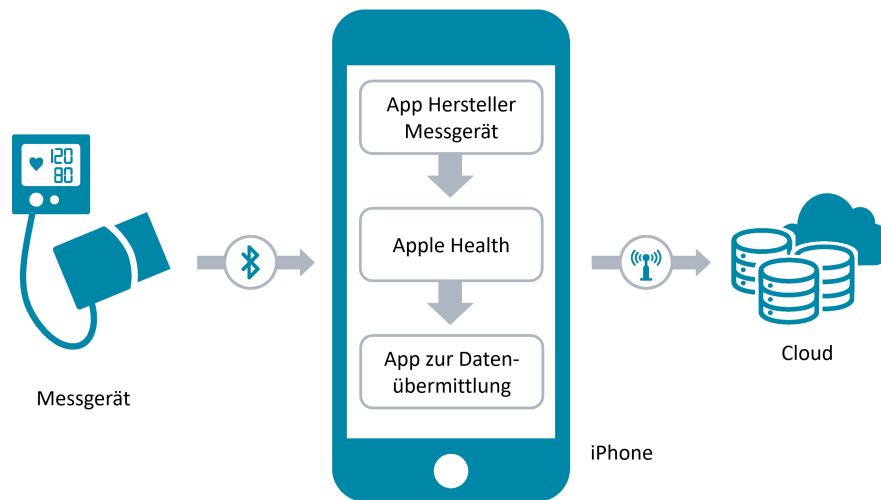 120
80
Messgerät
App Hersteller
Messgerät
Apple Health
App zur Daten-
übermittlung
iPhone
Cloud